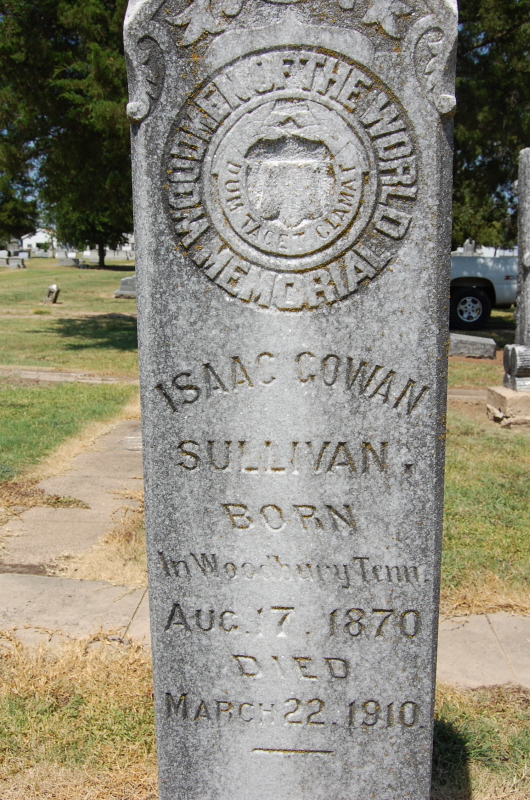 WOODMEN OF THE WORLD
MEMORIAL
DUM TACET CLAMAT
ISAAC GOWAN
SULLIVAN.
BORN
In Woodbury Tenn.
AUG. 17. 1870
DIED
MARCH 22. 1910